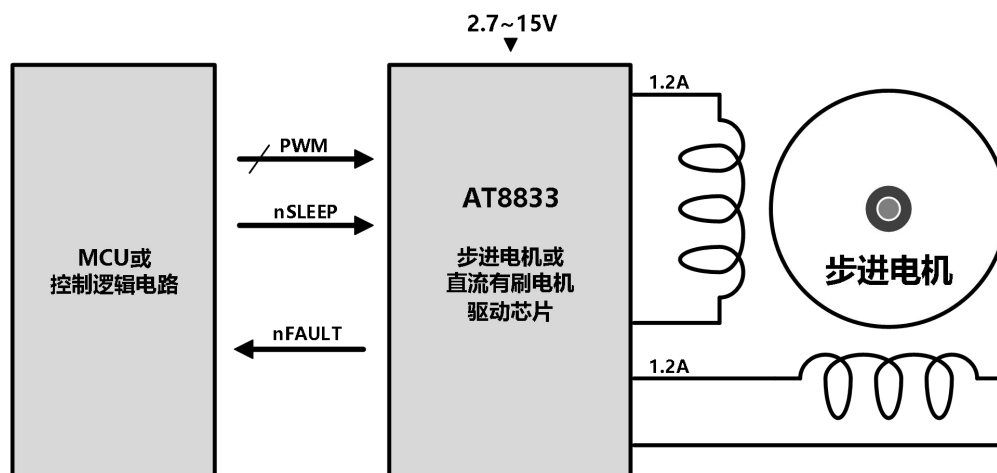 2.7~15V
1.2A
PWM
AT8833
nSLEEP
MCU或
控制逻辑电路
步进电机或
直流有刷电机
驱动芯片
步进电机
nFAULT
1.2A